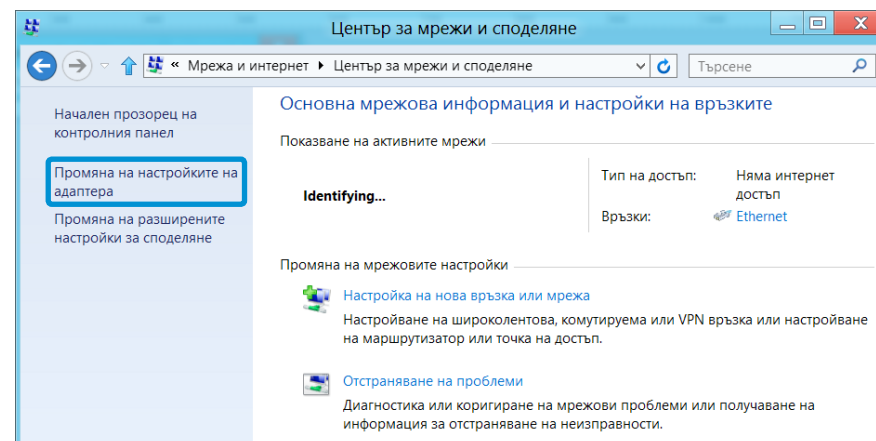 Център за мрежи и споделяне
« Мрежа и интернет Център за мрежи и споделяне
Търсене
Начален прозорец на
контролния панел
Промяна на настройките на
адаптера
Промяна на разширените
настройки за споделяне
Основна мрежова информация и настройки на връзките
Показване на активните мрежи
Identifying...
Тип на достъп: Няма интернет
достъп
Връзки: Ethernet
Промяна на мрежовите настройки
Настройка на нова връзка или мрежа
Настройване на широколентова, комутируема или VPN връзка или настройване
на маршрутизатор или точка на достъп.
Отстраняване на проблеми
Диагностика или коригиране на мрежови проблеми или получаване на
информация за отстраняване на неизправности.